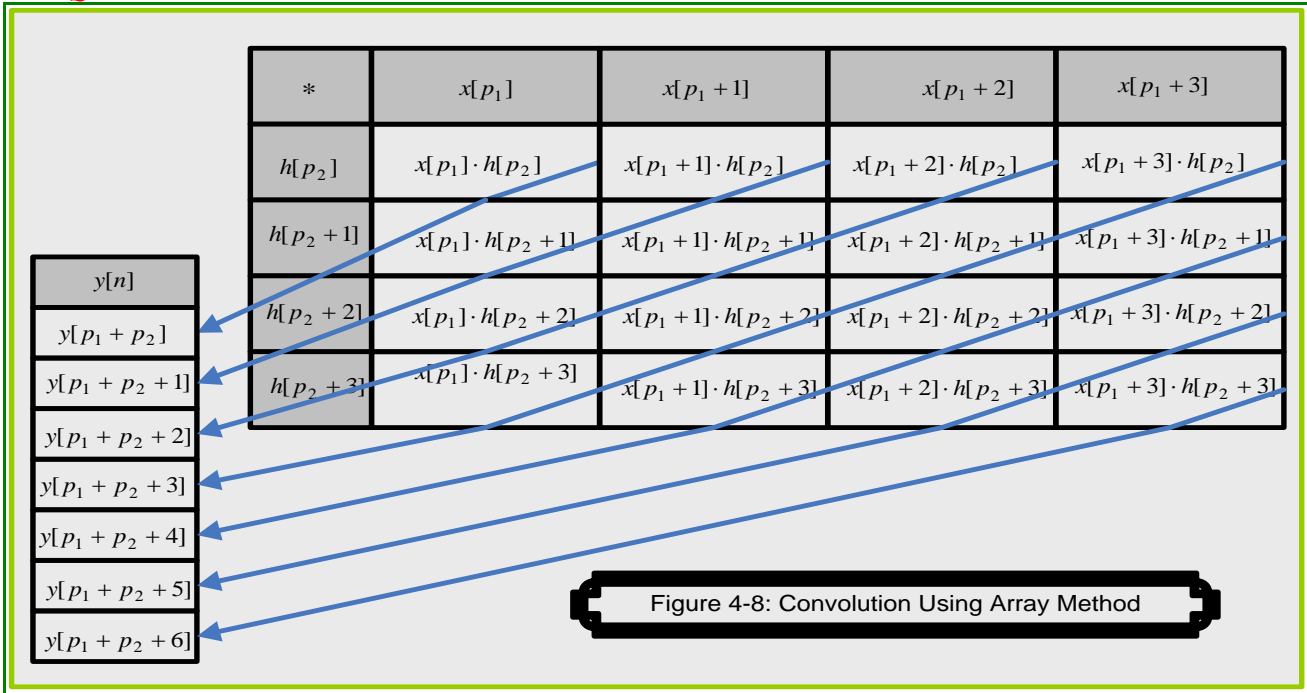 * x[p₁] x[p₁ + 1] x[p₁ + 2] x[p₁ + 3]
h[p₂] x[p₁] · h[p₂] x[p₁ + 1] · h[p₂] x[p₁ + 2] · h[p₂] x[p₁ + 3] · h[p₂]
h[p₂ + 1] x[p₁] · h[p₂ + 1] x[p₁ + 1] · h[p₂ + 1] x[p₁ + 2] · h[p₂ + 1] x[p₁ + 3] · h[p₂ + 1]
h[p₂ + 2] x[p₁] · h[p₂ + 2] x[p₁ + 1] · h[p₂ + 2] x[p₁ + 2] · h[p₂ + 2] x[p₁ + 3] · h[p₂ + 2]
h[p₂ + 3] x[p₁] · h[p₂ + 3] x[p₁ + 1] · h[p₂ + 3] x[p₁ + 2] · h[p₂ + 3] x[p₁ + 3] · h[p₂ + 3]
y[n]
y[p₁ + p₂]
y[p₁ + p₂ + 1]
y[p₁ + p₂ + 2]
y[p₁ + p₂ + 3]
y[p₁ + p₂ + 4]
y[p₁ + p₂ + 5]
y[p₁ + p₂ + 6]
Figure 4-8: Convolution Using Array Method